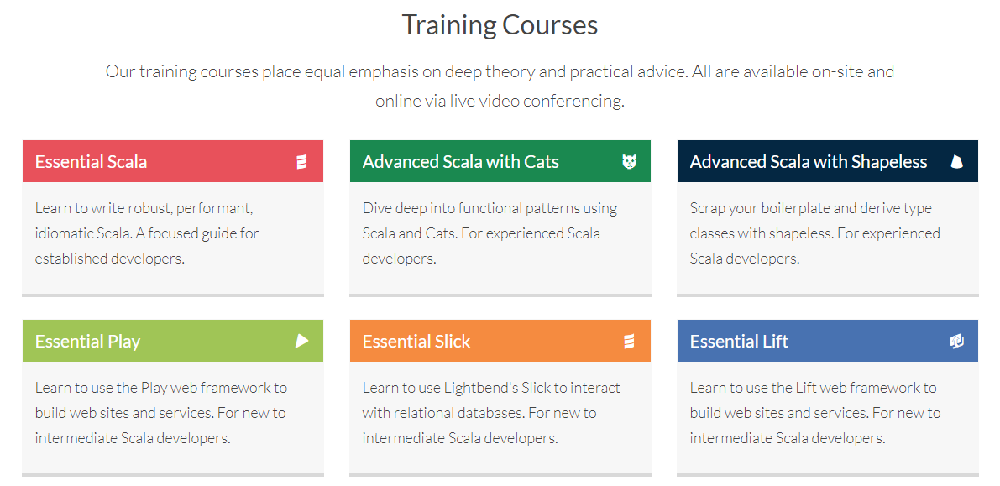 Training Courses
Our training courses place equal emphasis on deep theory and practical advice. All are available on-site and
online via live video conferencing.
Essential Scala
Learn to write robust, performant,
idiomatic Scala. A focused guide for
established developers.
Advanced Scala with Cats
Dive deep into functional patterns using
Scala and Cats. For experienced Scala
developers.
Advanced Scala with Shapeless
Scrap your boilerplate and derive type
classes with shapeless. For experienced
Scala developers.
Essential Play
Learn to use the Play web framework to
build web sites and services. For new to
intermediate Scala developers.
Essential Slick
Learn to use Lightbend's Slick to interact
with relational databases. For new to
intermediate Scala developers.
Essential Lift
Learn to use the Lift web framework to
build web sites and services. For new to
intermediate Scala developers.